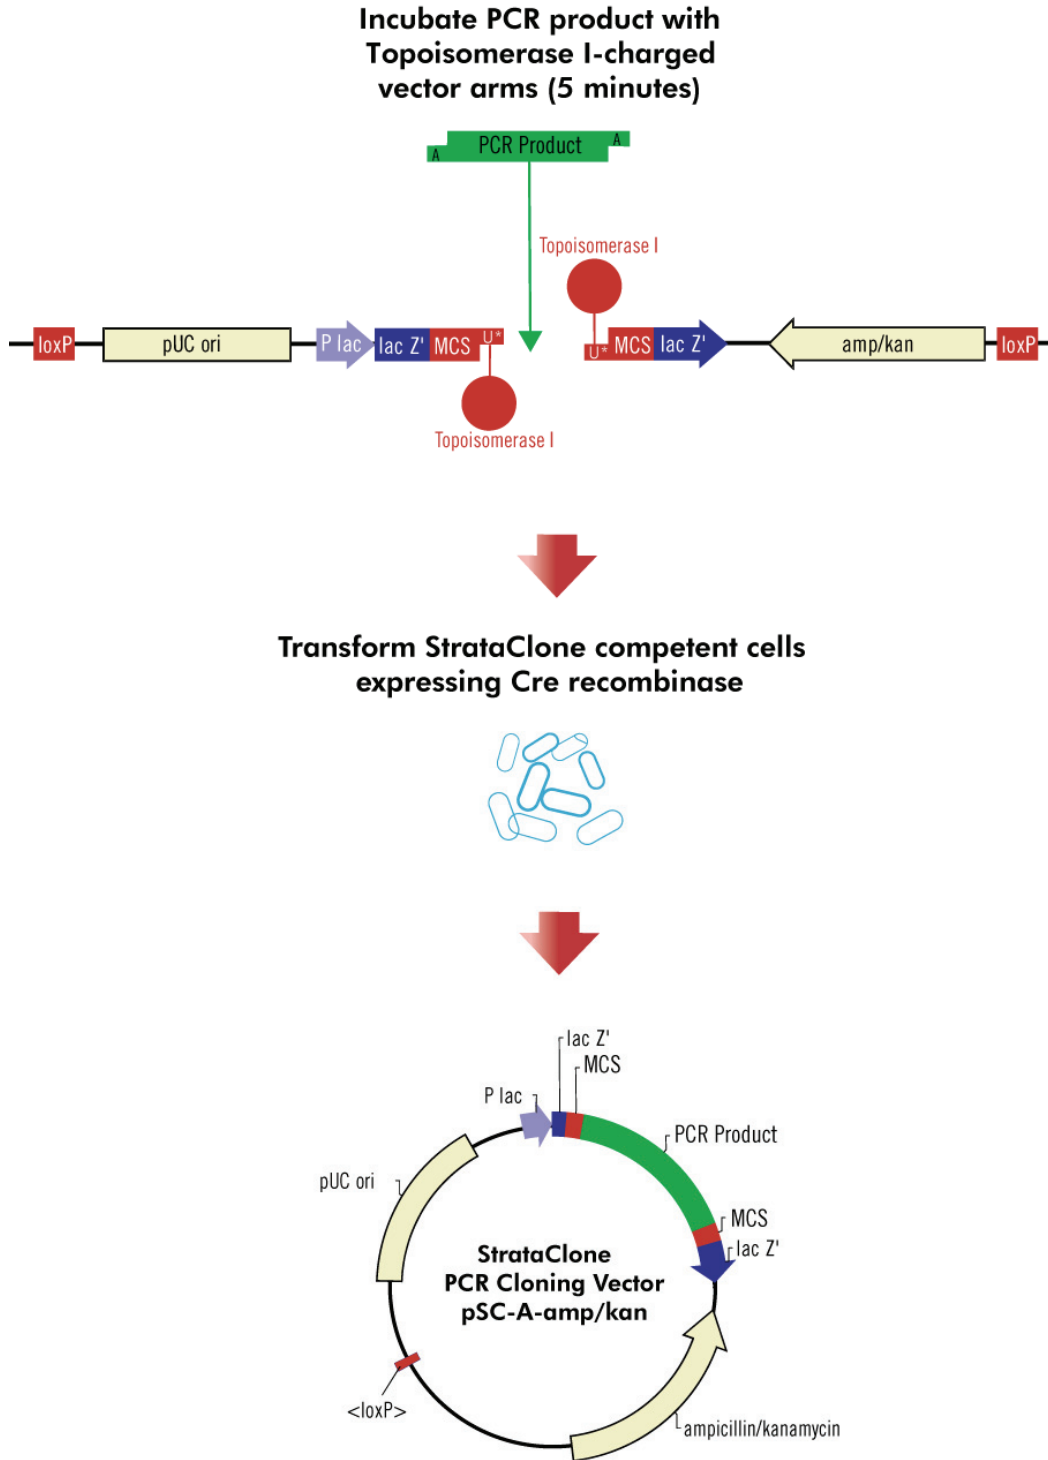 Incubate PCR product with
Topoisomerase I-charged
vector arms (5 minutes)
A PCR Product A
Topoisomerase I
loxP pUC ori P lac lac Z' MCS U* U* MCS lac Z' amp/kan loxP
Topoisomerase I
Transform StrataClone competent cells
expressing Cre recombinase
lac Z'
MCS
P lac
PCR Product
pUC ori
MCS
lac Z'
StrataClone
PCR Cloning Vector
pSC-A-amp/kan
<loxP>
ampicillin/kanamycin